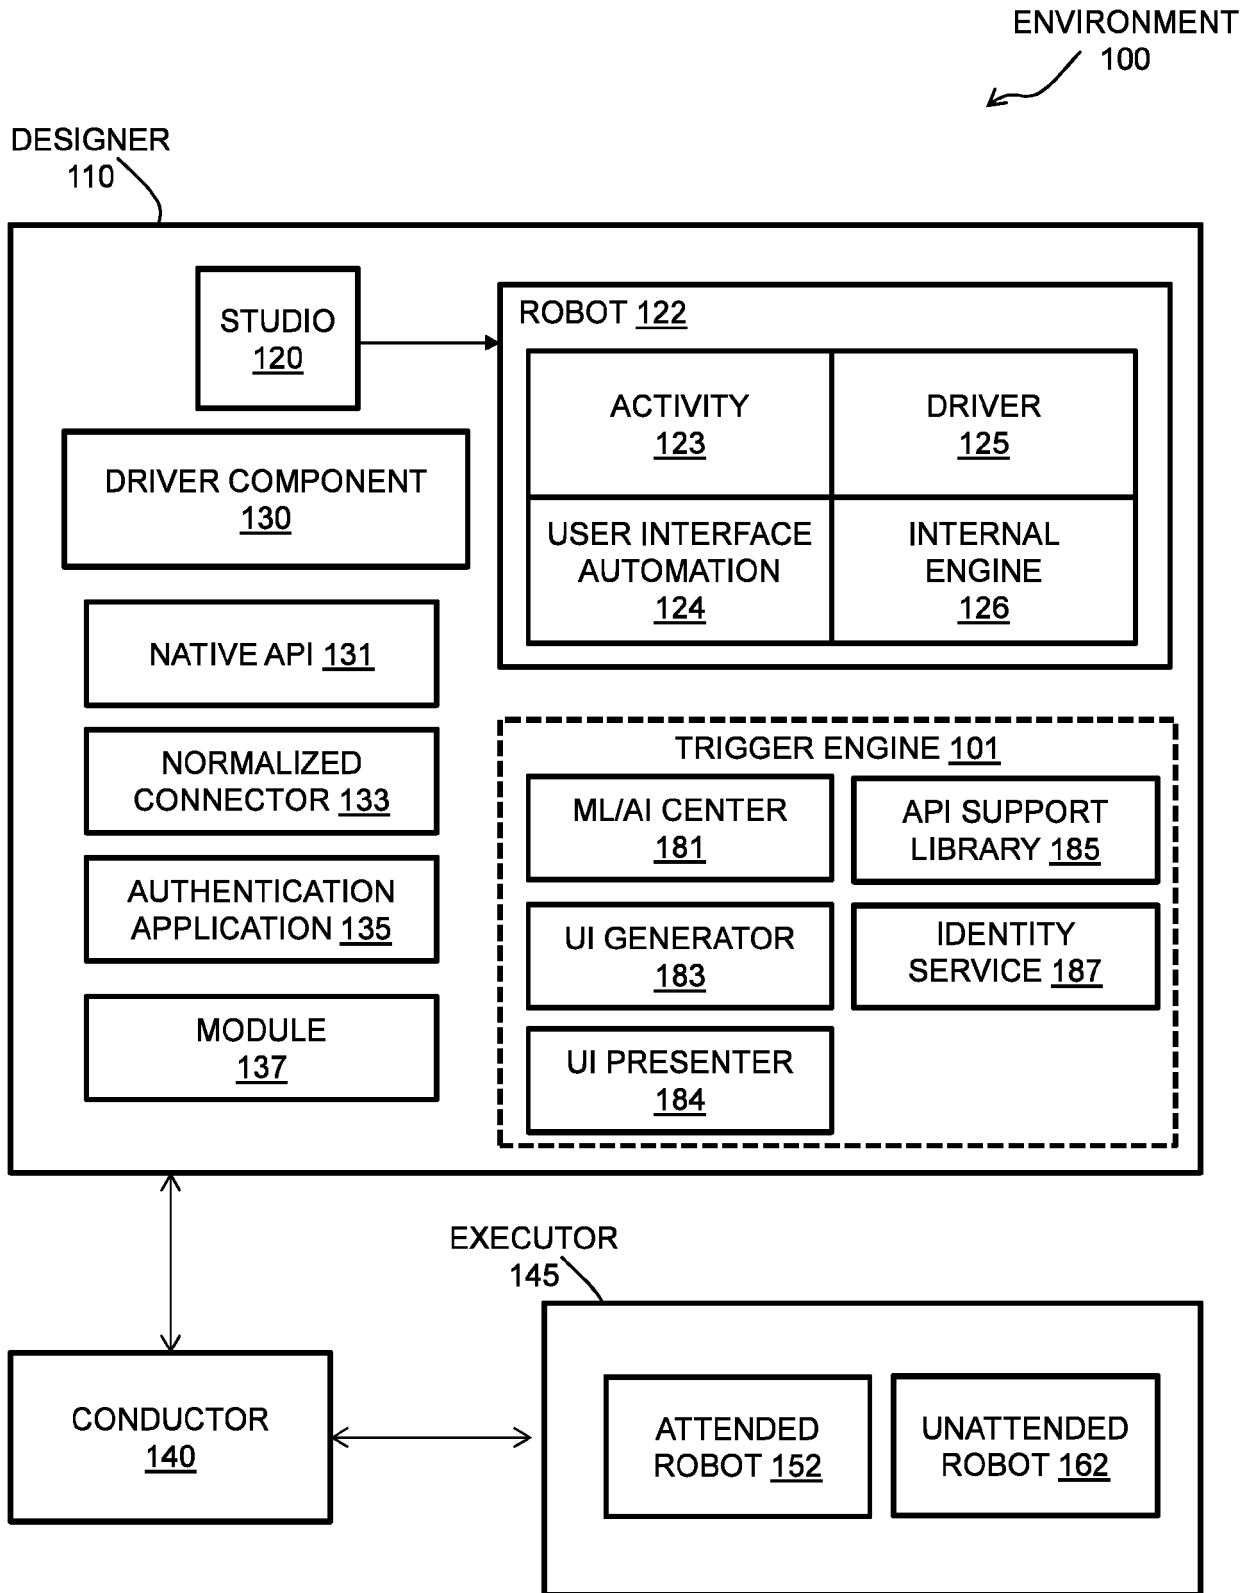 ENVIRONMENT
100
DESIGNER
110
STUDIO
120
ROBOT 122
ACTIVITY
123
DRIVER
125
USER INTERFACE
AUTOMATION
124
INTERNAL
ENGINE
126
DRIVER COMPONENT
130
NATIVE API 131
NORMALIZED
CONNECTOR 133
AUTHENTICATION
APPLICATION 135
MODULE
137
TRIGGER ENGINE 101
ML/AI CENTER
181
API SUPPORT
LIBRARY 185
UI GENERATOR
183
IDENTITY
SERVICE 187
UI PRESENTER
184
EXECUTOR
145
CONDUCTOR
140
ATTENDED
ROBOT 152
UNATTENDED
ROBOT 162